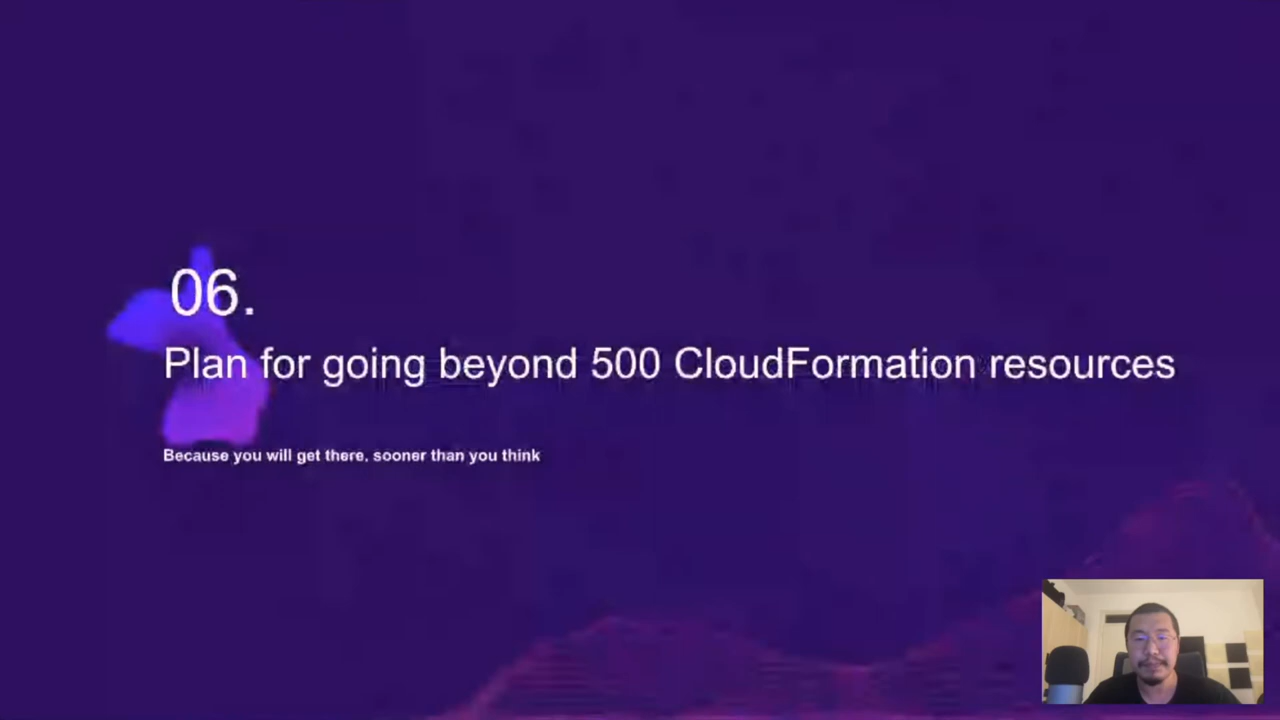 06.
Plan for going beyond 500 CloudFormation resources
Because you will get there, sooner than you think